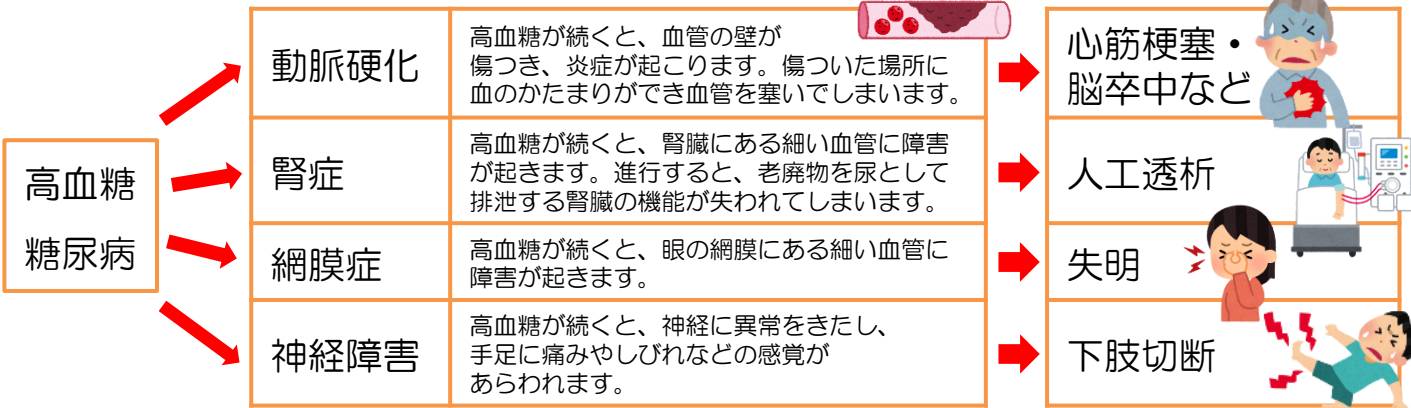 高血糖
糖尿病
動脈硬化
高血糖が続くと、血管の壁が
傷つき、炎症が起こります。傷ついた場所に
血のかたまりができ血管を塞いでしまいます。
心筋梗塞・
脳卒中など
腎症
高血糖が続くと、腎臓にある細い血管に障害
が起きます。進行すると、老廃物を尿として
排泄する腎臓の機能が失われてしまいます。
人工透析
網膜症
高血糖が続くと、眼の網膜にある細い血管に
障害が起きます。
失明
神経障害
高血糖が続くと、神経に異常をきたし、
手足に痛みやしびれなどの感覚が
あらわれます。
下肢切断